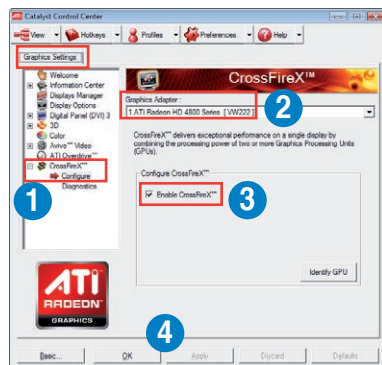 Catalyst Control Center
View Hotkeys Profiles Preferences Help
Graphics Settings
Welcome
Information Center
Displays Manager
Display Options
Digital Panel (DVI) 3
3D
Color
Avivo™ Video
ATI Overdrive™
CrossFireX™
Configure
Diagnostics
1
ATI
RADEON
GRAPHICS
CrossFireX™
Graphics Adapter :
1.ATI Radeon HD 4800 Series [ VW222 ]
2
CrossFireX™ delivers exceptional performance on a single display by
combining the processing power of two or more Graphics Processing Units
(GPUs).
Configure CrossFireX™
Enable CrossFireX™
3
Identify GPU
4
Basic... OK Apply Discard Defaults